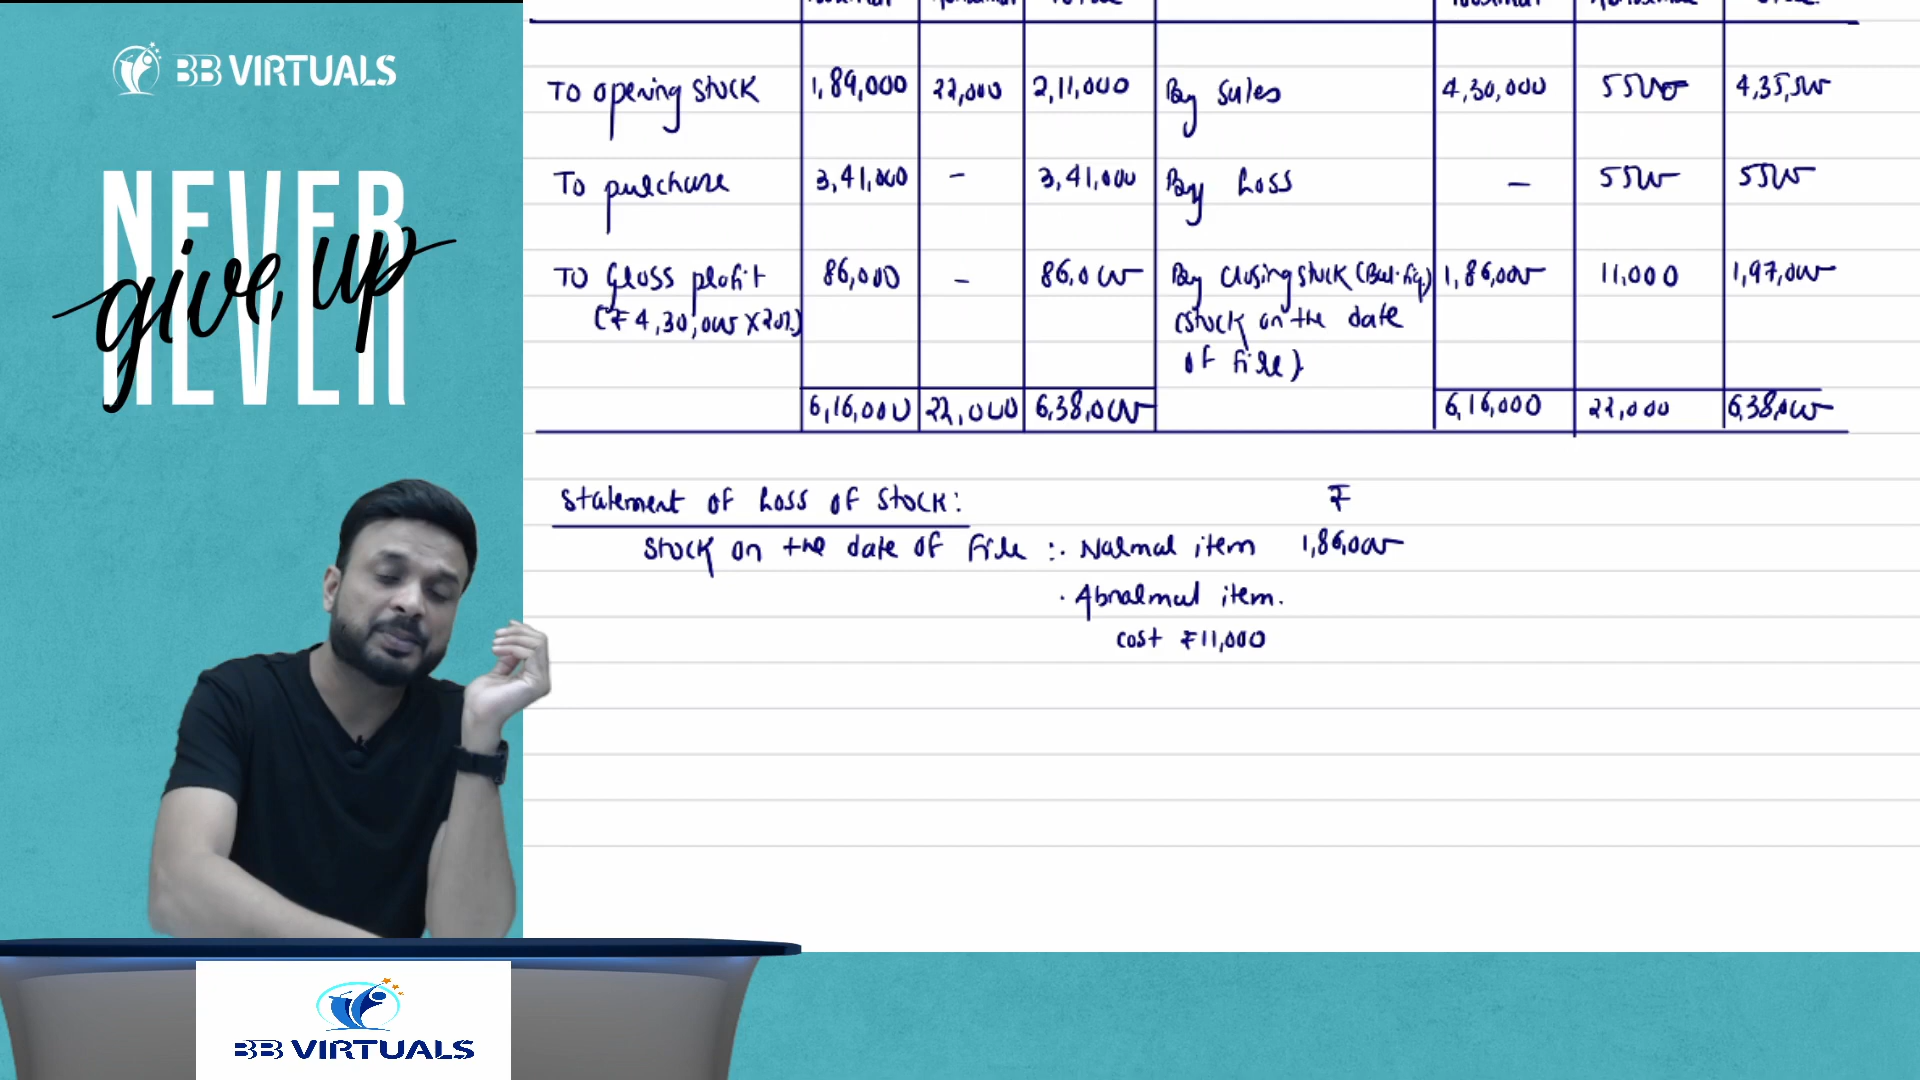 BB VIRTUALS
NEVER
give up
NEVER
To opening stock 1,89,000 22,000 2,11,000 By Sales 4,30,000 5500 4,35,500
To purchase 3,41,000 - 3,41,000 By Loss - 5500 5500
To Gross profit 86,000 - 86,000 By closing stock (Bal. fig.) 1,86,000 11,000 1,97,000
(₹ 4,30,000 X 20%) (stock on the date
of fire)
6,16,000 22,000 6,38,000 6,16,000 22,000 6,38,000
Statement of Loss of Stock: ₹
Stock on the date of fire :. Normal item 1,86,000
. Abnormal item.
cost ₹11,000
BB VIRTUALS